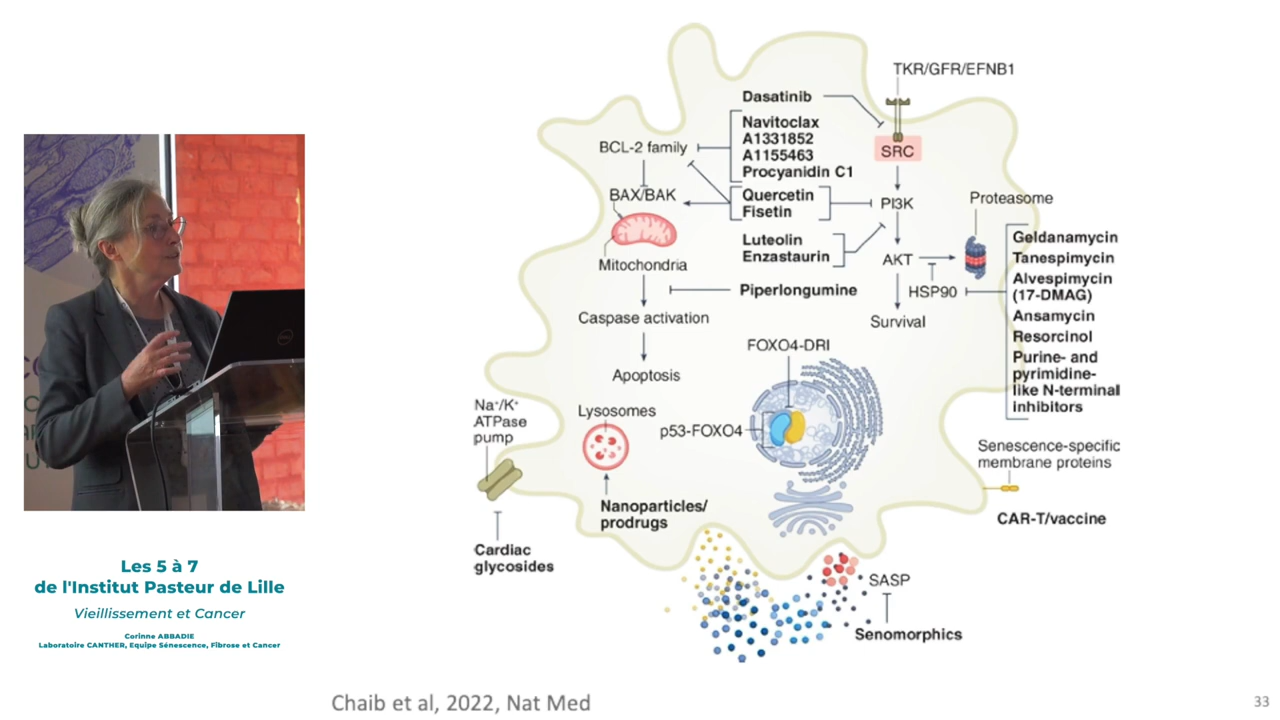 TKR/GFR/EFNB1
Dasatinib
Navitoclax
A1331852
A1155463
Procyanidin C1
BCL-2 family
SRC
BAX/BAK
Quercetin
Fisetin
PI3K
Proteasome
Luteolin
Enzastaurin
Geldanamycin
Tanespimycin
Alvespimycin
(17-DMAG)
Ansamycin
Resorcinol
Purine- and
pyrimidine-
like N-terminal
inhibitors
Mitochondria
AKT
HSP90
Piperlongumine
Caspase activation
Survival
FOXO4-DRI
Apoptosis
Na⁺/K⁺
ATPase
pump
Lysosomes
p53-FOXO4
Senescence-specific
membrane proteins
Nanoparticles/
prodrugs
CAR-T/vaccine
Cardiac
glycosides
SASP
Senomorphics
Les 5 à 7
de l'Institut Pasteur de Lille
Vieillissement et Cancer
Corinne ABBADIE
Laboratoire CANTHER, Equipe Sénescence, Fibrose et Cancer
Chaib et al, 2022, Nat Med
33